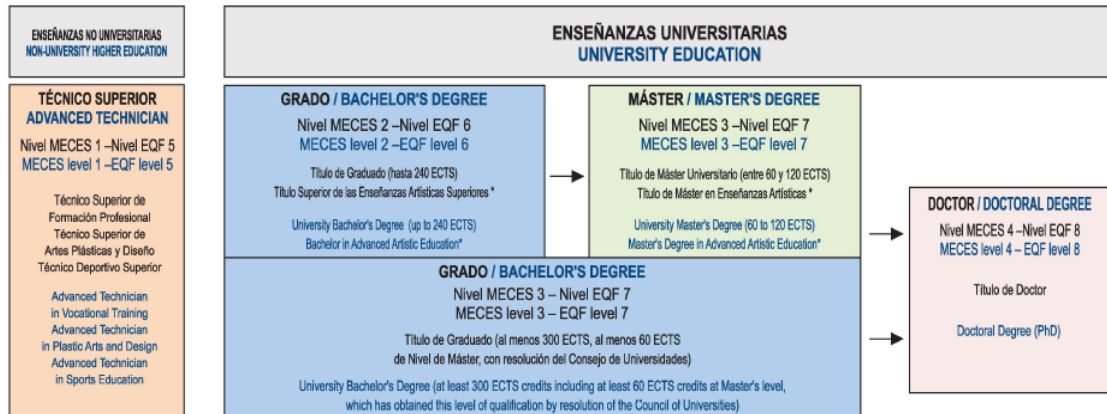 ENSEÑANZAS NO UNIVERSITARIAS
NON-UNIVERSITY HIGHER EDUCATION
ENSEÑANZAS UNIVERSITARIAS
UNIVERSITY EDUCATION
TÉCNICO SUPERIOR
ADVANCED TECHNICIAN
Nivel MECES 1 –Nivel EQF 5
MECES level 1 –EQF level 5
Técnico Superior de
Formación Profesional
Técnico Superior de
Artes Plásticas y Diseño
Técnico Deportivo Superior
Advanced Technician
in Vocational Training
Advanced Technician
in Plastic Arts and Design
Advanced Technician
in Sports Education
GRADO / BACHELOR'S DEGREE
Nivel MECES 2 –Nivel EQF 6
MECES level 2 –EQF level 6
Título de Graduado (hasta 240 ECTS)
Título Superior de las Enseñanzas Artísticas Superiores *
University Bachelor's Degree (up to 240 ECTS)
Bachelor in Advanced Artistic Education*
MÁSTER / MASTER'S DEGREE
Nivel MECES 3 –Nivel EQF 7
MECES level 3 –EQF level 7
Título de Máster Universitario (entre 60 y 120 ECTS)
Título de Máster en Enseñanzas Artísticas *
University Master's Degree (60 to 120 ECTS)
Master's Degree in Advanced Artistic Education*
GRADO / BACHELOR'S DEGREE
Nivel MECES 3 – Nivel EQF 7
MECES level 3 – EQF level 7
Título de Graduado (al menos 300 ECTS, al menos 60 ECTS
de Nivel de Máster, con resolución del Consejo de Universidades)
University Bachelor's Degree (at least 300 ECTS credits including at least 60 ECTS credits at Master's level,
which has obtained this level of qualification by resolution of the Council of Universities)
DOCTOR / DOCTORAL DEGREE
Nivel MECES 4 –Nivel EQF 8
MECES level 4 – EQF level 8
Título de Doctor
Doctoral Degree (PhD)